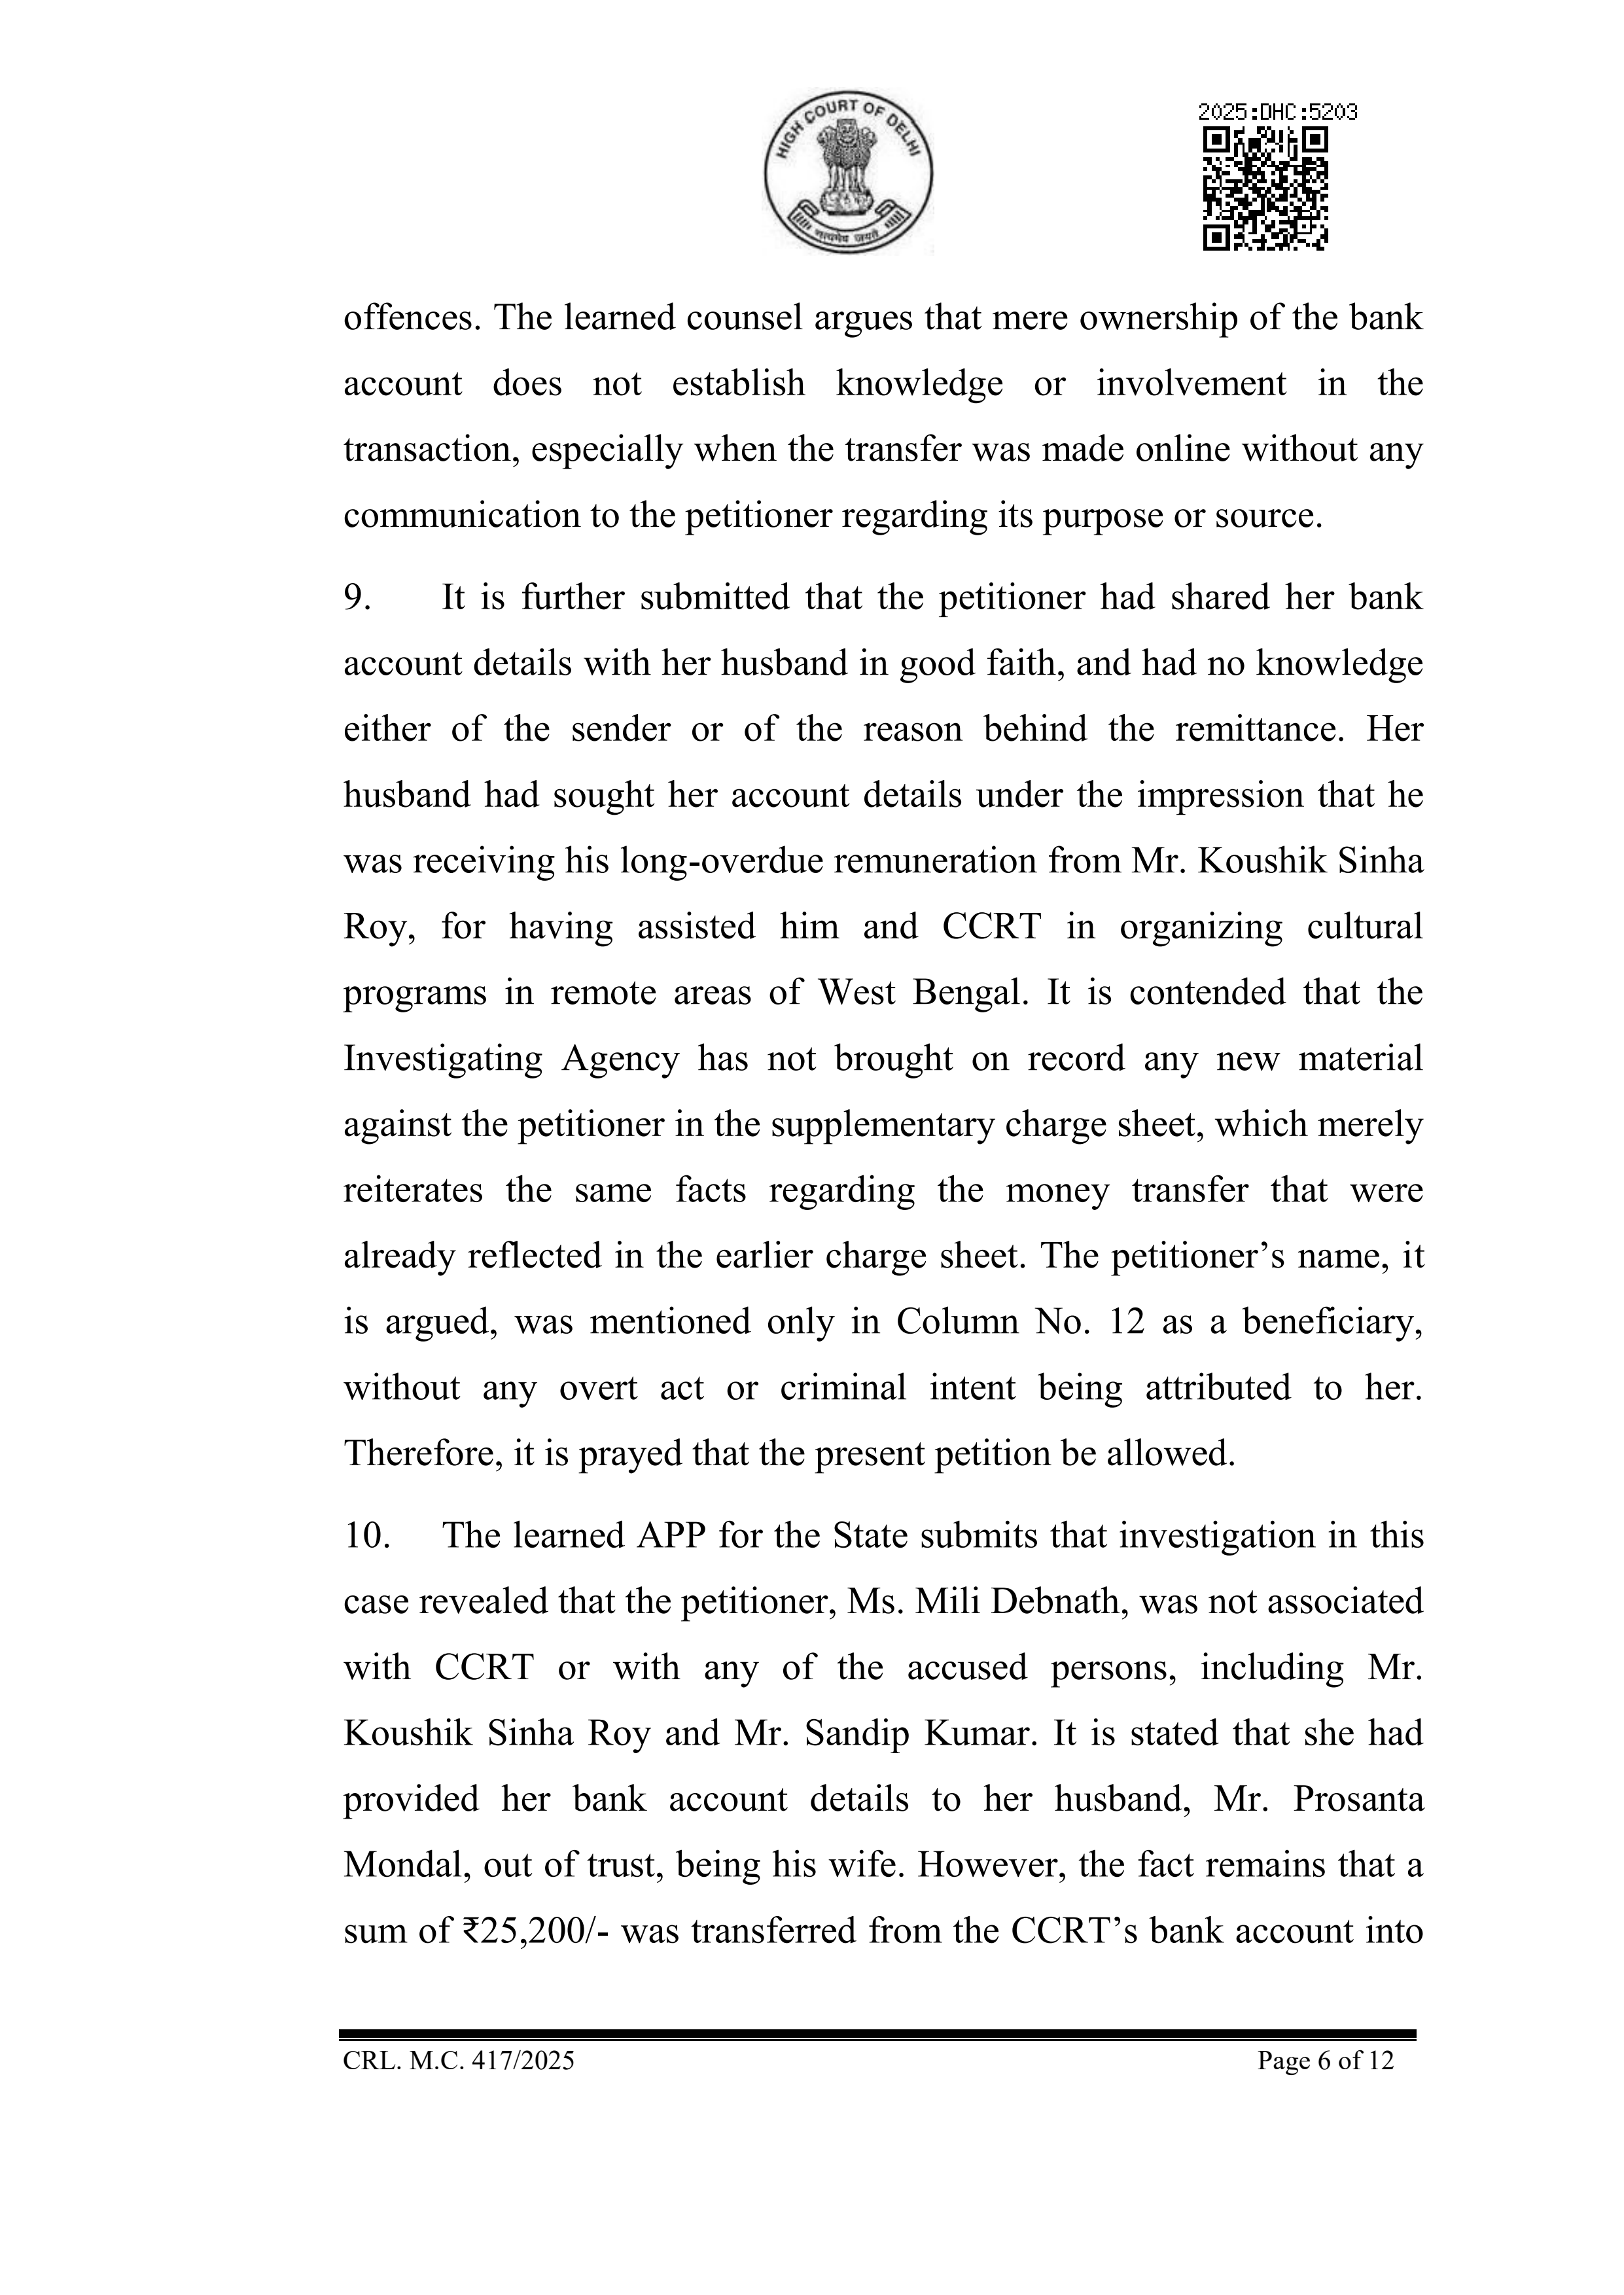 HIGH COURT OF DELHI
सत्यमेव जयते
2025:DHC:5203
offences. The learned counsel argues that mere ownership of the bank
account does not establish knowledge or involvement in the
transaction, especially when the transfer was made online without any
communication to the petitioner regarding its purpose or source.
9. It is further submitted that the petitioner had shared her bank
account details with her husband in good faith, and had no knowledge
either of the sender or of the reason behind the remittance. Her
husband had sought her account details under the impression that he
was receiving his long-overdue remuneration from Mr. Koushik Sinha
Roy, for having assisted him and CCRT in organizing cultural
programs in remote areas of West Bengal. It is contended that the
Investigating Agency has not brought on record any new material
against the petitioner in the supplementary charge sheet, which merely
reiterates the same facts regarding the money transfer that were
already reflected in the earlier charge sheet. The petitioner’s name, it
is argued, was mentioned only in Column No. 12 as a beneficiary,
without any overt act or criminal intent being attributed to her.
Therefore, it is prayed that the present petition be allowed.
10. The learned APP for the State submits that investigation in this
case revealed that the petitioner, Ms. Mili Debnath, was not associated
with CCRT or with any of the accused persons, including Mr.
Koushik Sinha Roy and Mr. Sandip Kumar. It is stated that she had
provided her bank account details to her husband, Mr. Prosanta
Mondal, out of trust, being his wife. However, the fact remains that a
sum of ₹25,200/- was transferred from the CCRT’s bank account into
CRL. M.C. 417/2025 Page 6 of 12